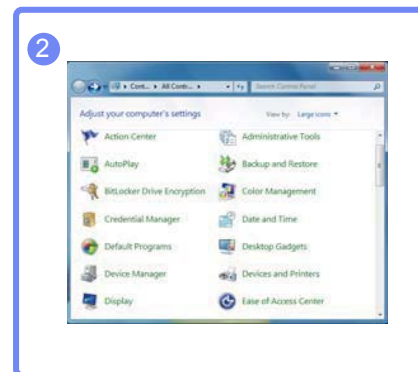 2
Cont... All Contr...
Search Control Panel
Adjust your computer's settings
View by: Large icons
Action Center
Administrative Tools
AutoPlay
Backup and Restore
BitLocker Drive Encryption
Color Management
Credential Manager
Date and Time
Default Programs
Desktop Gadgets
Device Manager
Devices and Printers
Display
Ease of Access Center